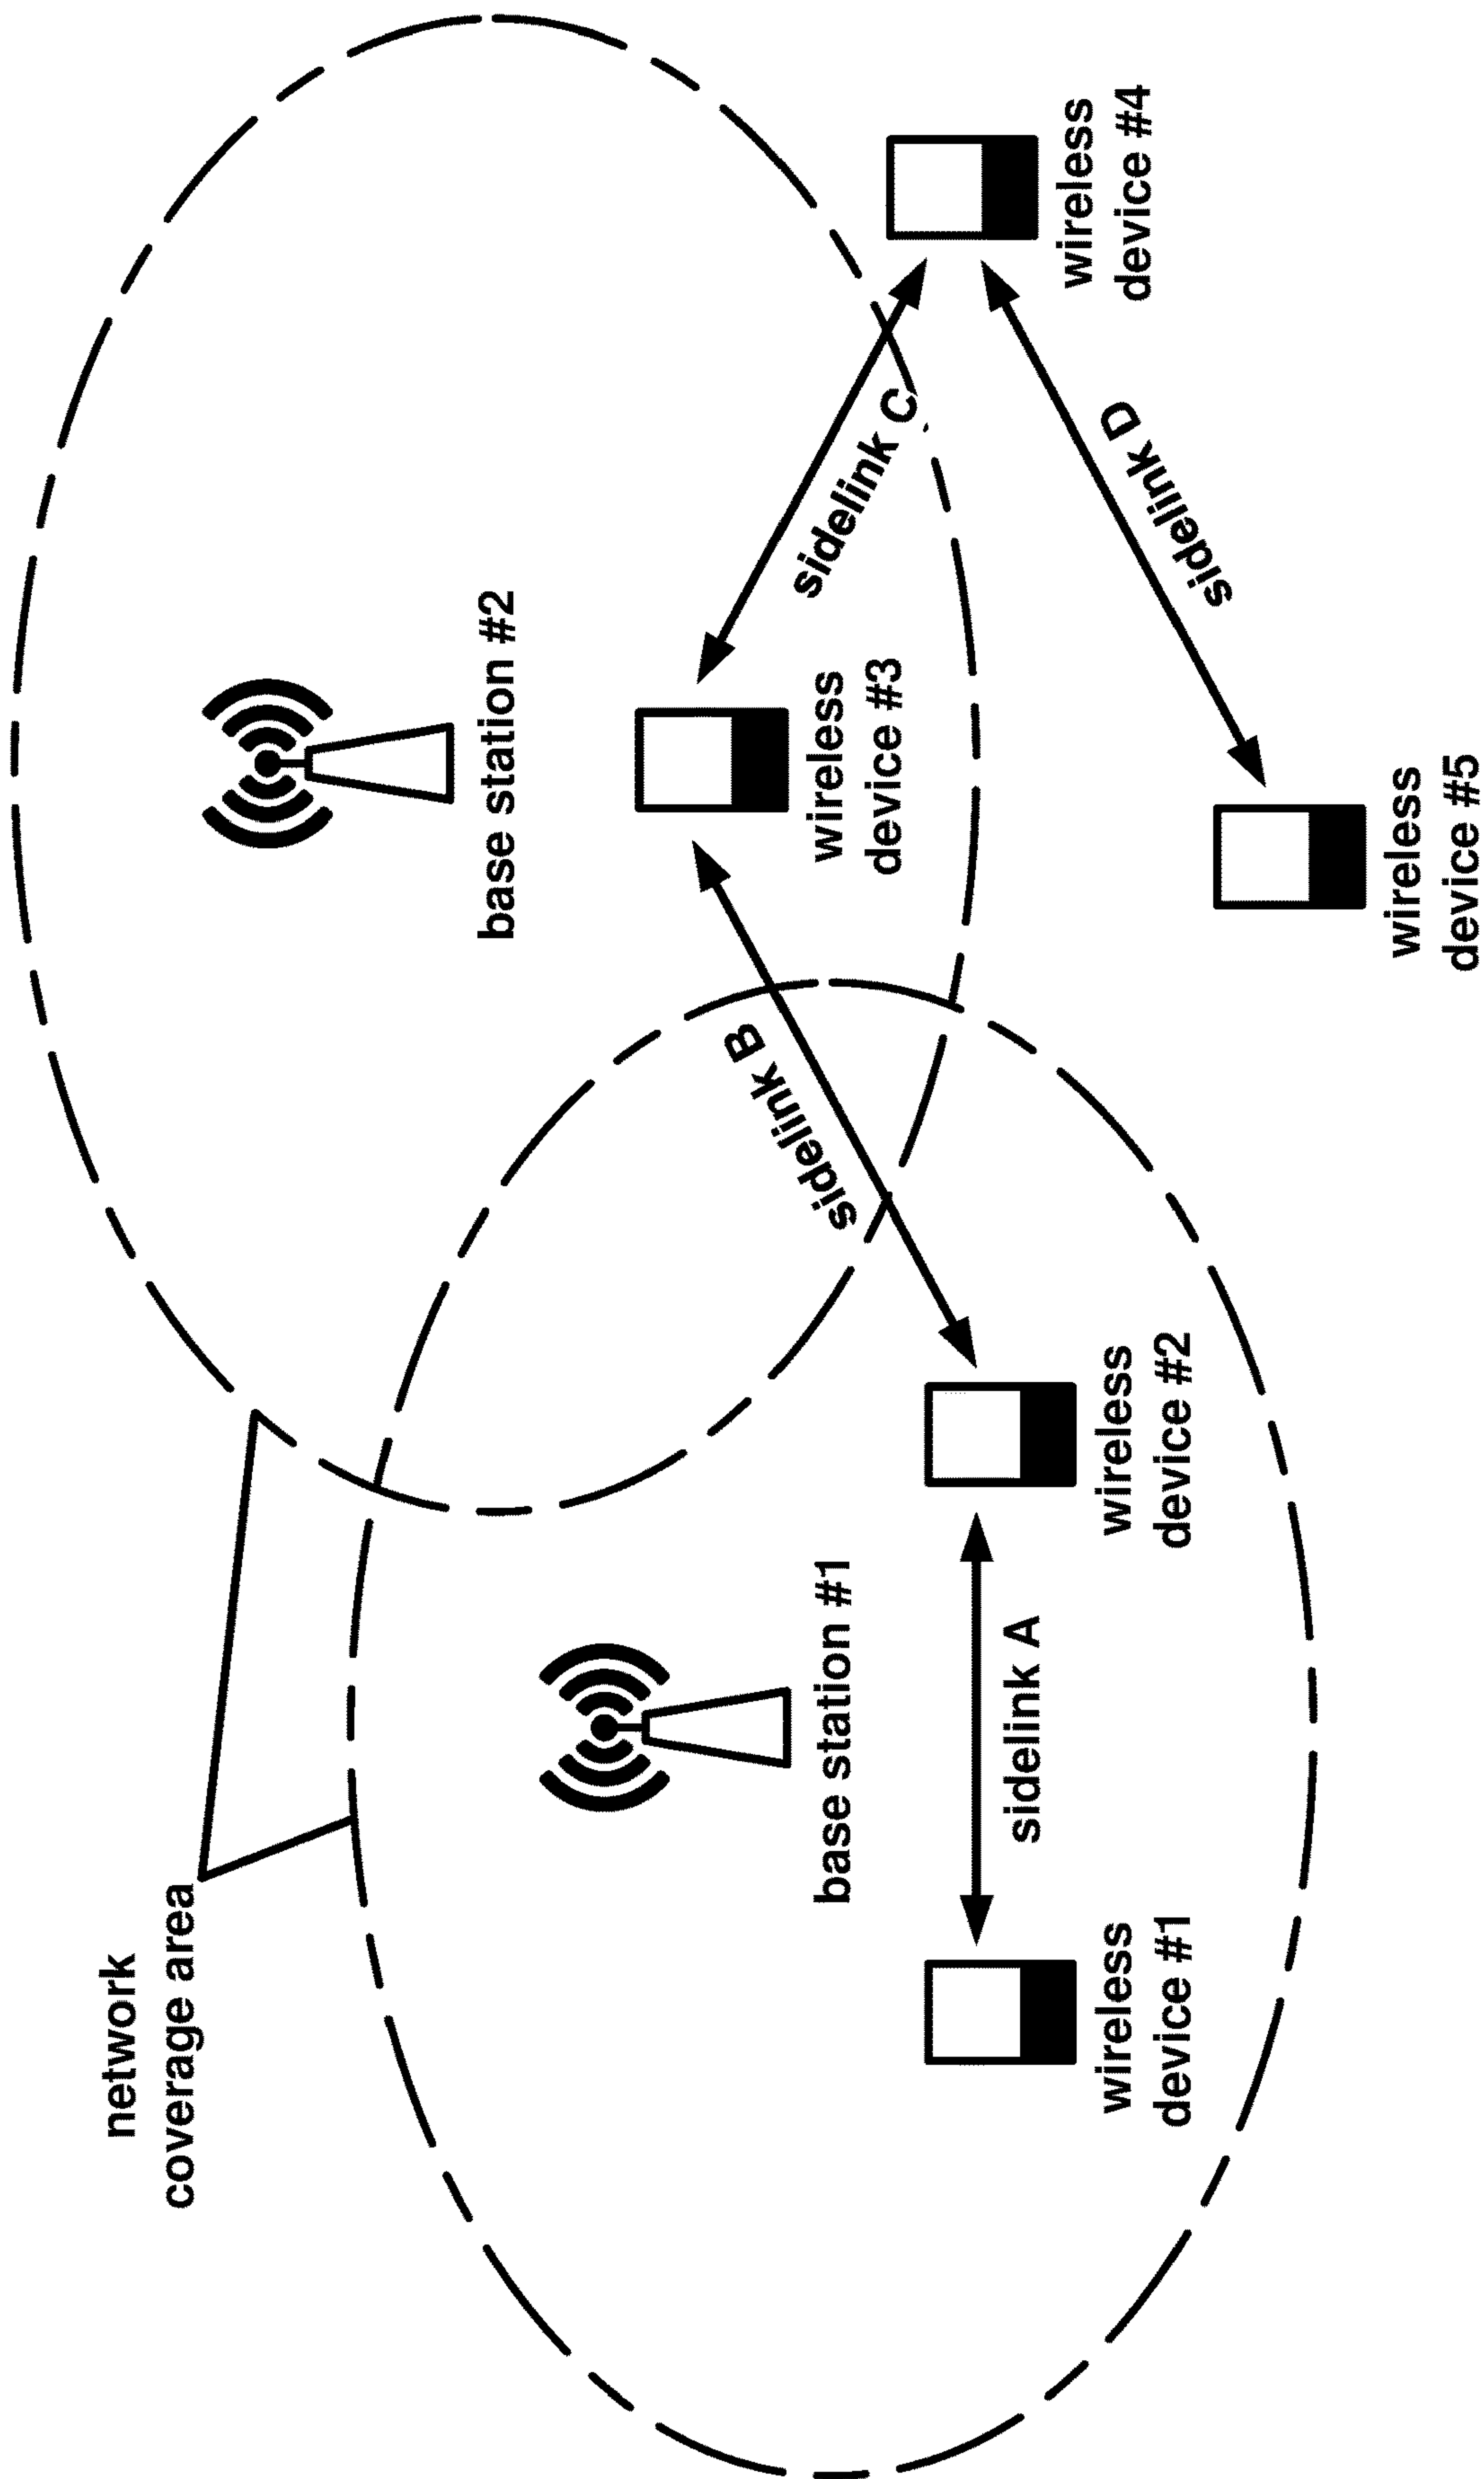 network
coverage area
base station #2
base station #1
wireless
device #3
sidelink B
sidelink C
wireless
device #1
sidelink A
wireless
device #2
wireless
device #4
sidelink D
wireless
device #5